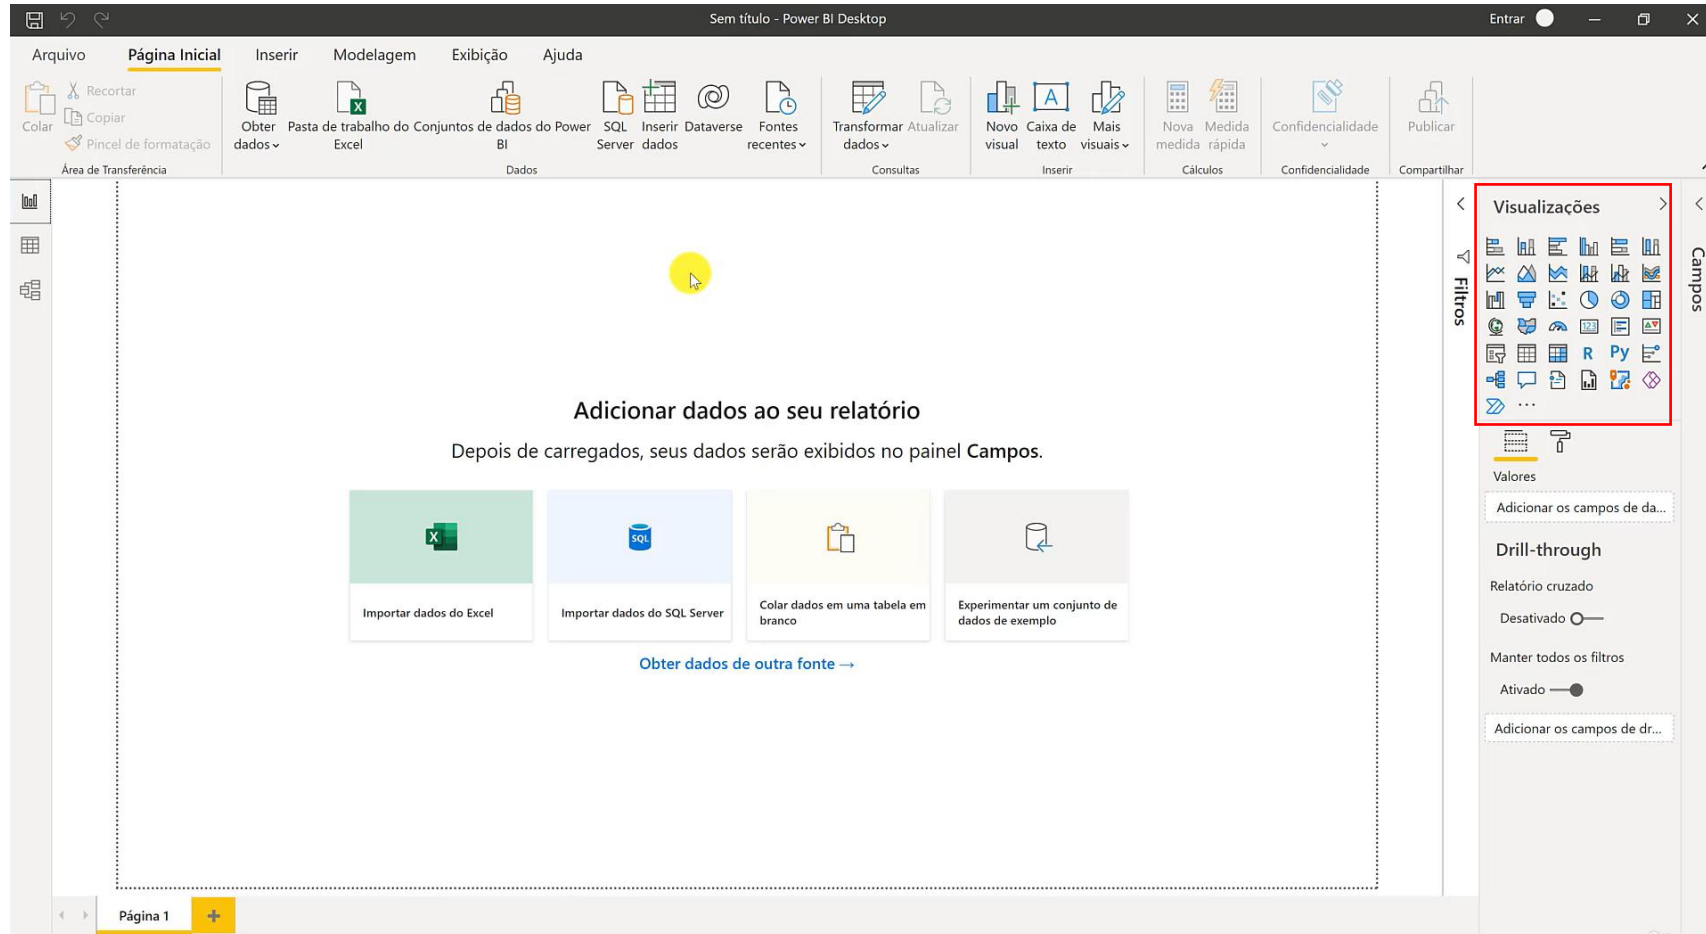 Sem título - Power BI Desktop
Entrar
Arquivo
Página Inicial
Inserir
Modelagem
Exibição
Ajuda
Colar
Recortar
Copiar
Pincel de formatação
Área de Transferência
Obter
dados
Pasta de trabalho do
Excel
Conjuntos de dados do Power
BI
SQL
Server
Inserir
dados
Dataverse
Fontes
recentes
Dados
Transformar
dados
Atualizar
Consultas
Novo
visual
Caixa de
texto
Mais
visuais
Inserir
Nova
medida
Medida
rápida
Cálculos
Confidencialidade
Confidencialidade
Publicar
Compartilhar
Adicionar dados ao seu relatório
Depois de carregados, seus dados serão exibidos no painel Campos.
X
SQL
Importar dados do Excel
Importar dados do SQL Server
Colar dados em uma tabela em
branco
Experimentar um conjunto de
dados de exemplo
Obter dados de outra fonte →
Filtros
Visualizações
123
R
Py
...
Valores
Adicionar os campos de da...
Drill-through
Relatório cruzado
Desativado
Manter todos os filtros
Ativado
Adicionar os campos de dr...
Campos
Página 1